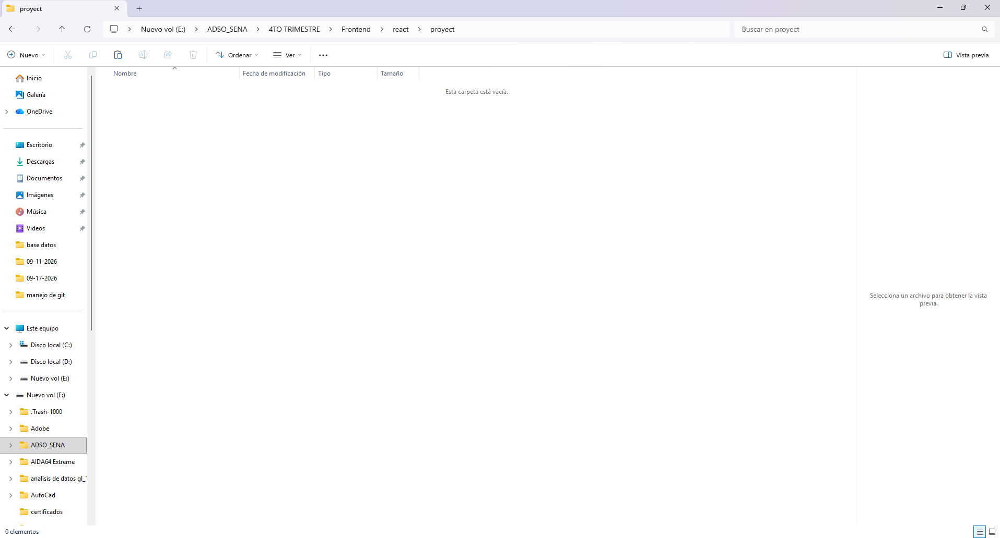 proyect
Nuevo vol (E:) ADSO_SENA 4TO TRIMESTRE Frontend react proyect
Buscar en proyect
Nuevo Ordenar Ver Vista previa
Nombre Fecha de modificación Tipo Tamaño
Esta carpeta está vacía.
Inicio
Galería
OneDrive
Escritorio
Descargas
Documentos
Imágenes
Música
Videos
base datos
09-11-2026
09-17-2026
manejo de git
Este equipo
Disco local (C:)
Disco local (D:)
Nuevo vol (E:)
Nuevo vol (E:)
.Trash-1000
Adobe
ADSO_SENA
AIDA64 Extreme
analisis de datos gl_
AutoCad
certificados
Selecciona un archivo para obtener la vista
previa.
0 elementos